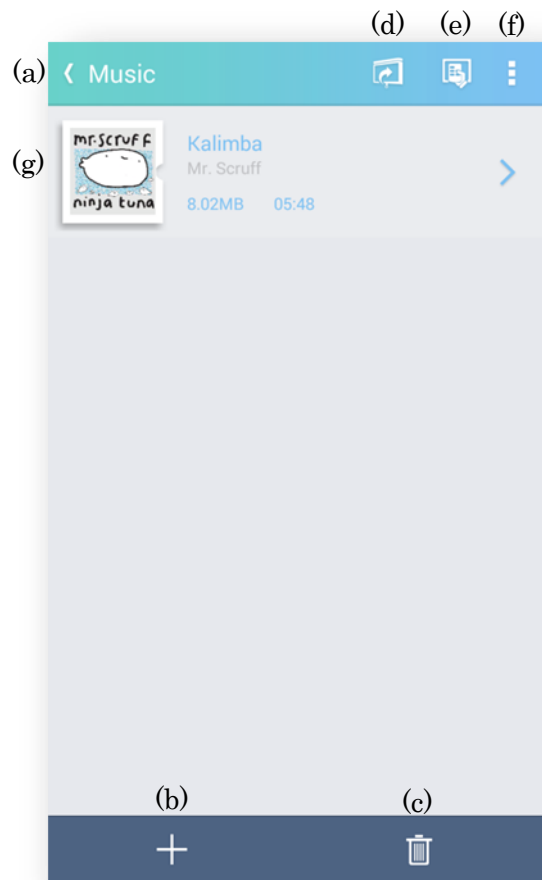 (d) (e) (f)
(a) Music
(g) mr.scruff
ninja tuna
Kalimba
Mr. Scruff
8.02MB 05:48
(b) (c)